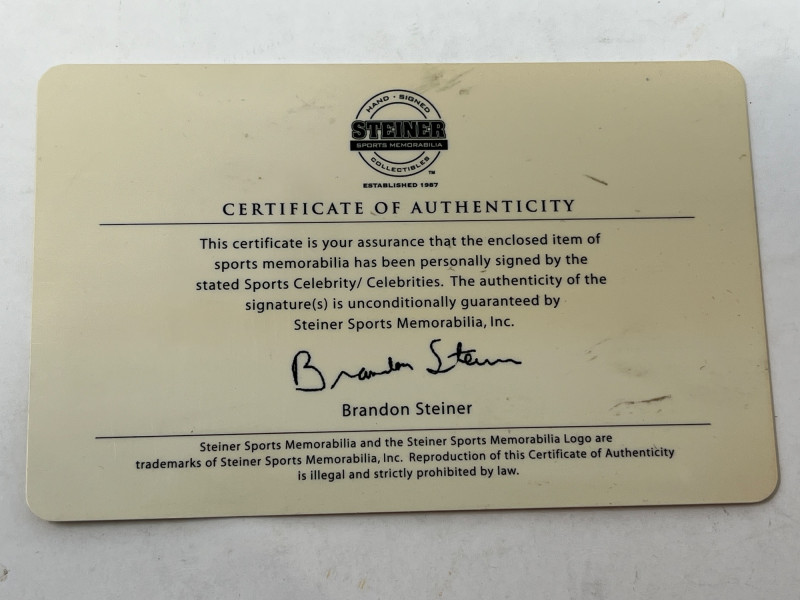 HAND · SIGNED
STEINER
SPORTS MEMORABILIA
COLLECTIBLES
TM
ESTABLISHED 1987
CERTIFICATE OF AUTHENTICITY
This certificate is your assurance that the enclosed item of
sports memorabilia has been personally signed by the
stated Sports Celebrity/ Celebrities. The authenticity of the
signature(s) is unconditionally guaranteed by
Steiner Sports Memorabilia, Inc.
Brandon Steiner
Brandon Steiner
Steiner Sports Memorabilia and the Steiner Sports Memorabilia Logo are
trademarks of Steiner Sports Memorabilia, Inc. Reproduction of this Certificate of Authenticity
is illegal and strictly prohibited by law.